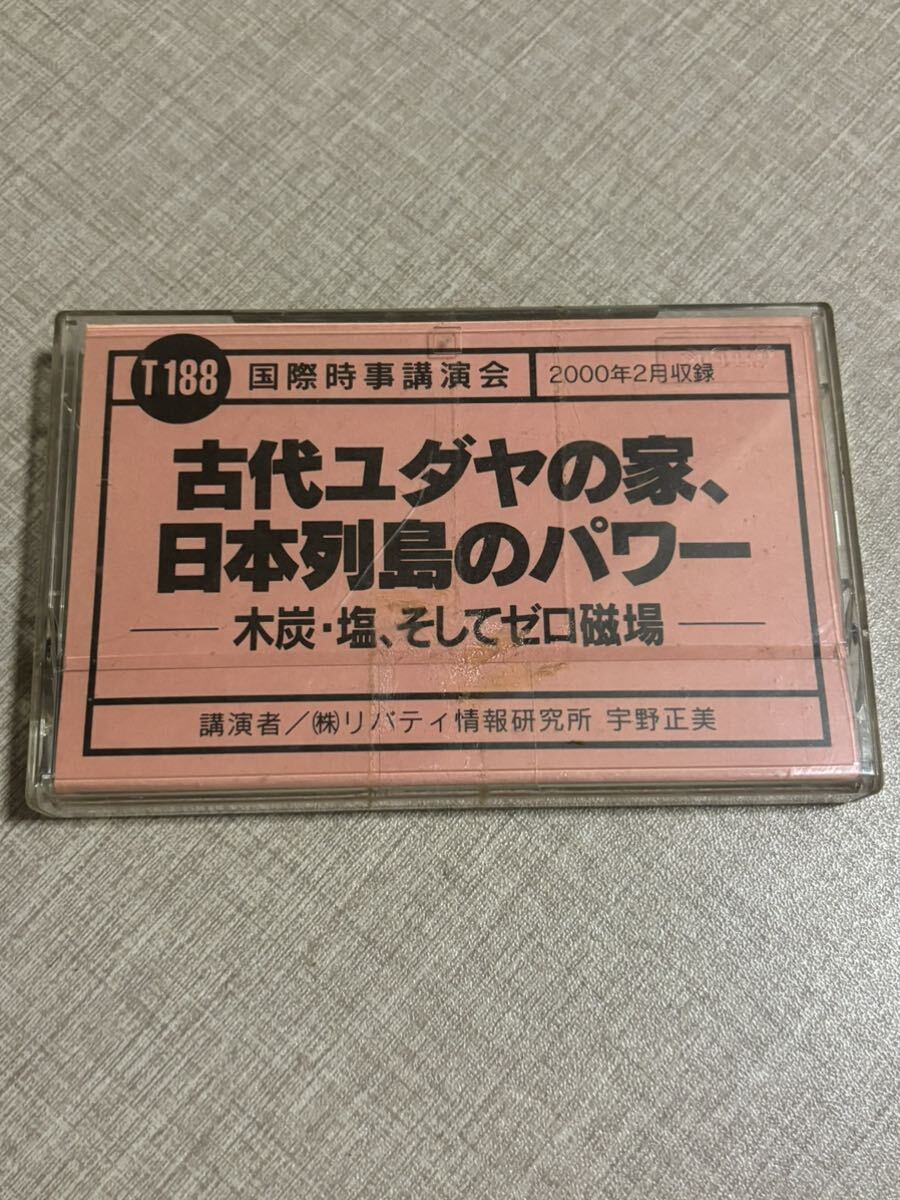 T188 国際時事講演会 2000年2月収録
古代ユダヤの家、
日本列島のパワー
木炭・塩、そしてゼロ磁場
講演者/㈱リバティ情報研究所 宇野正美